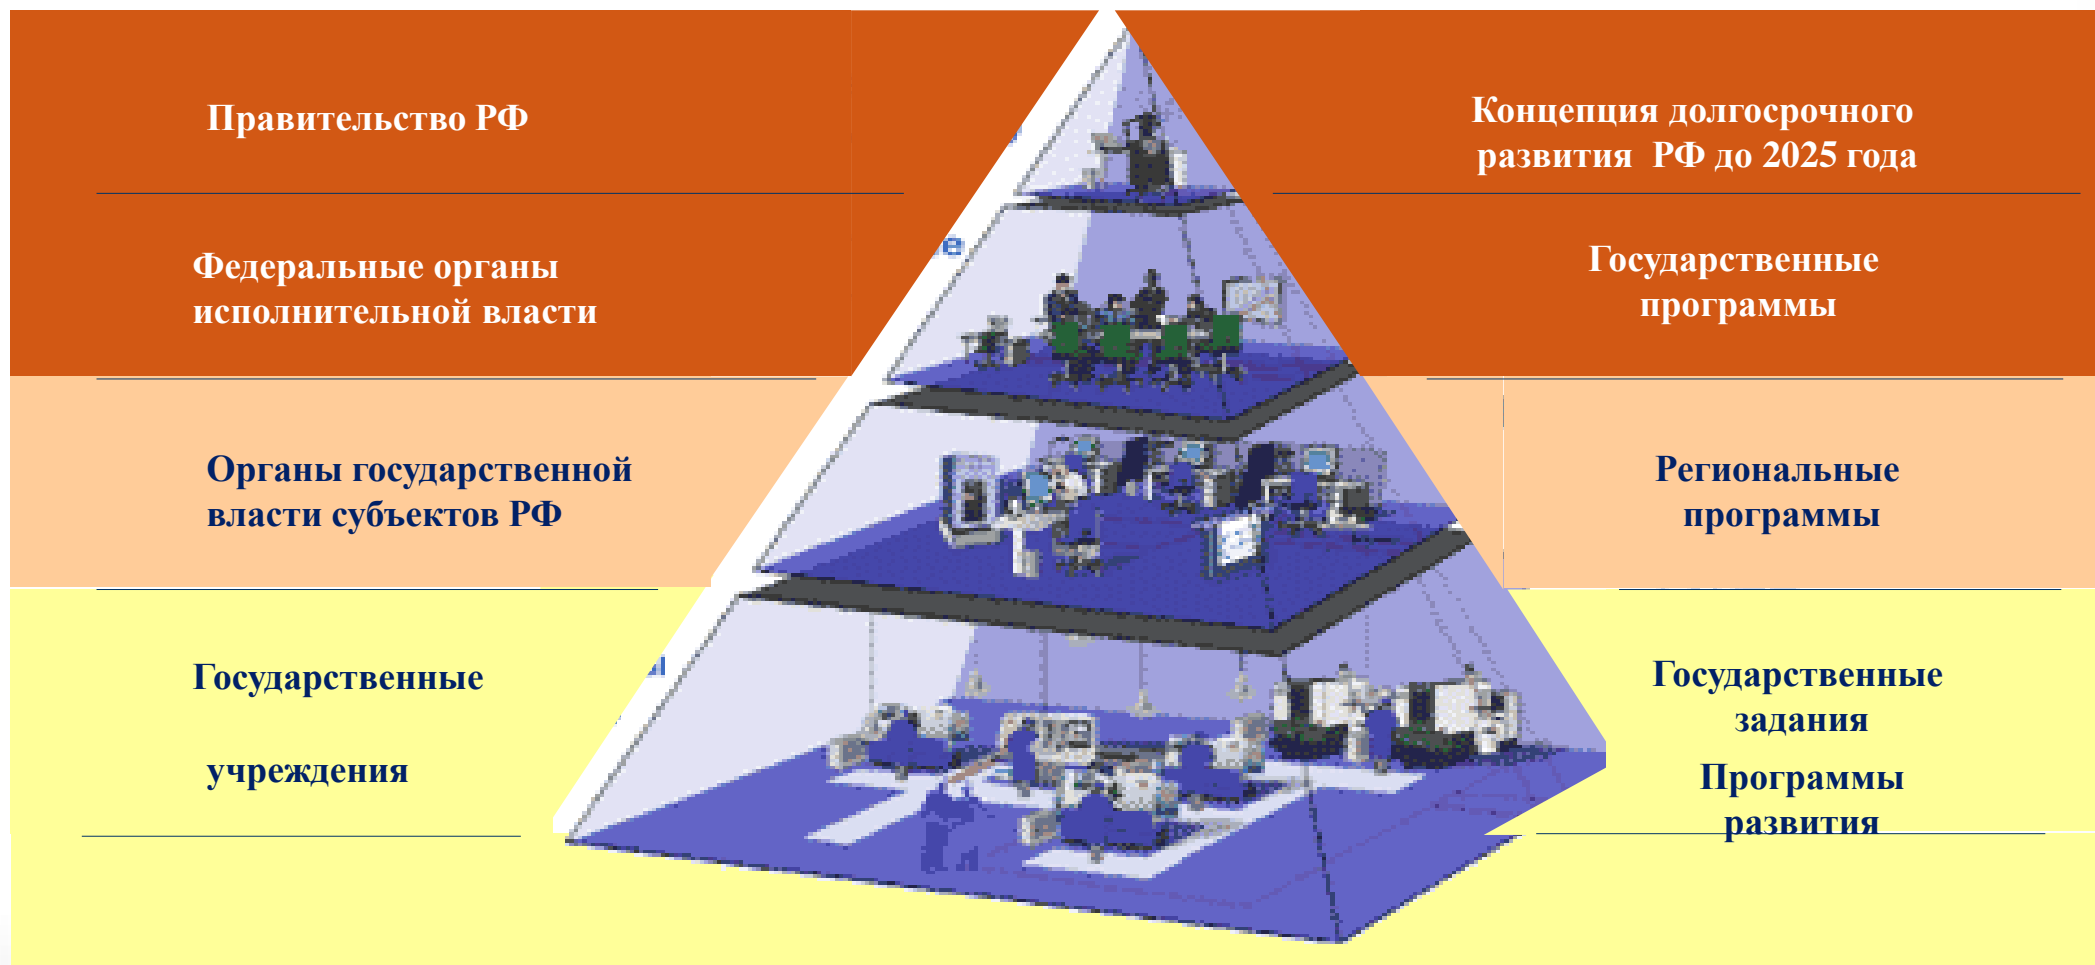 Правительство РФ
Концепция долгосрочного
развития РФ до 2025 года
Федеральные органы
исполнительной власти
Государственные
программы
Органы государственной
власти субъектов РФ
Региональные
программы
Государственные
учреждения
Государственные
задания
Программы
развития